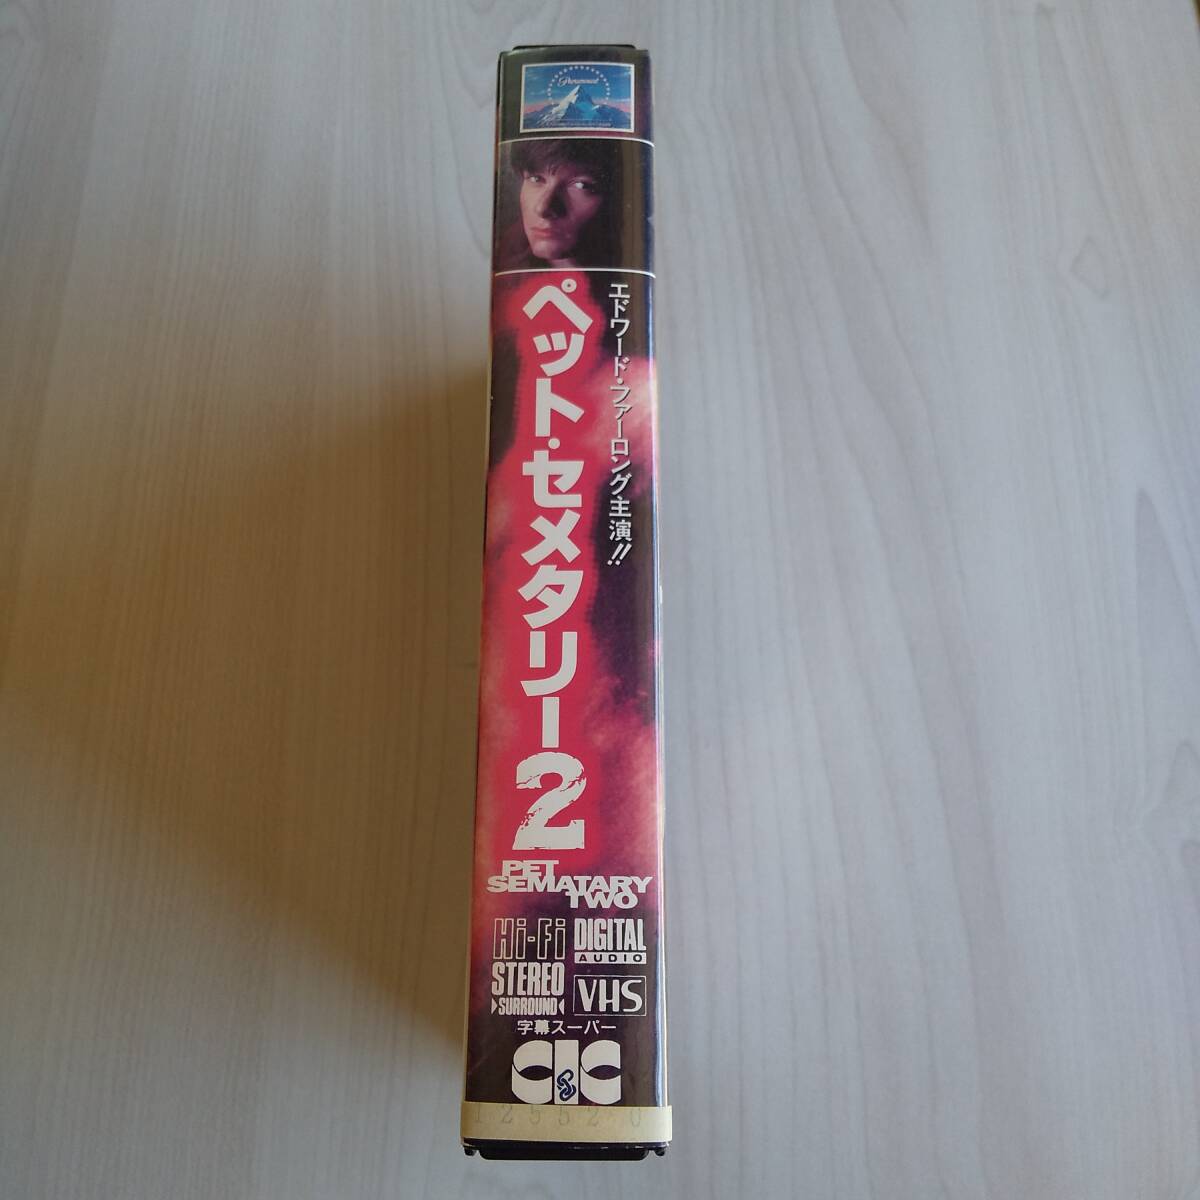 Paramount
ペット・セメタリー2
エドワード・ファーロング主演!!
PET
SEMATARY
TWO
Hi-Fi
STEREO
SURROUND
DIGITAL
AUDIO
VHS
字幕スーパー
CIC
125520